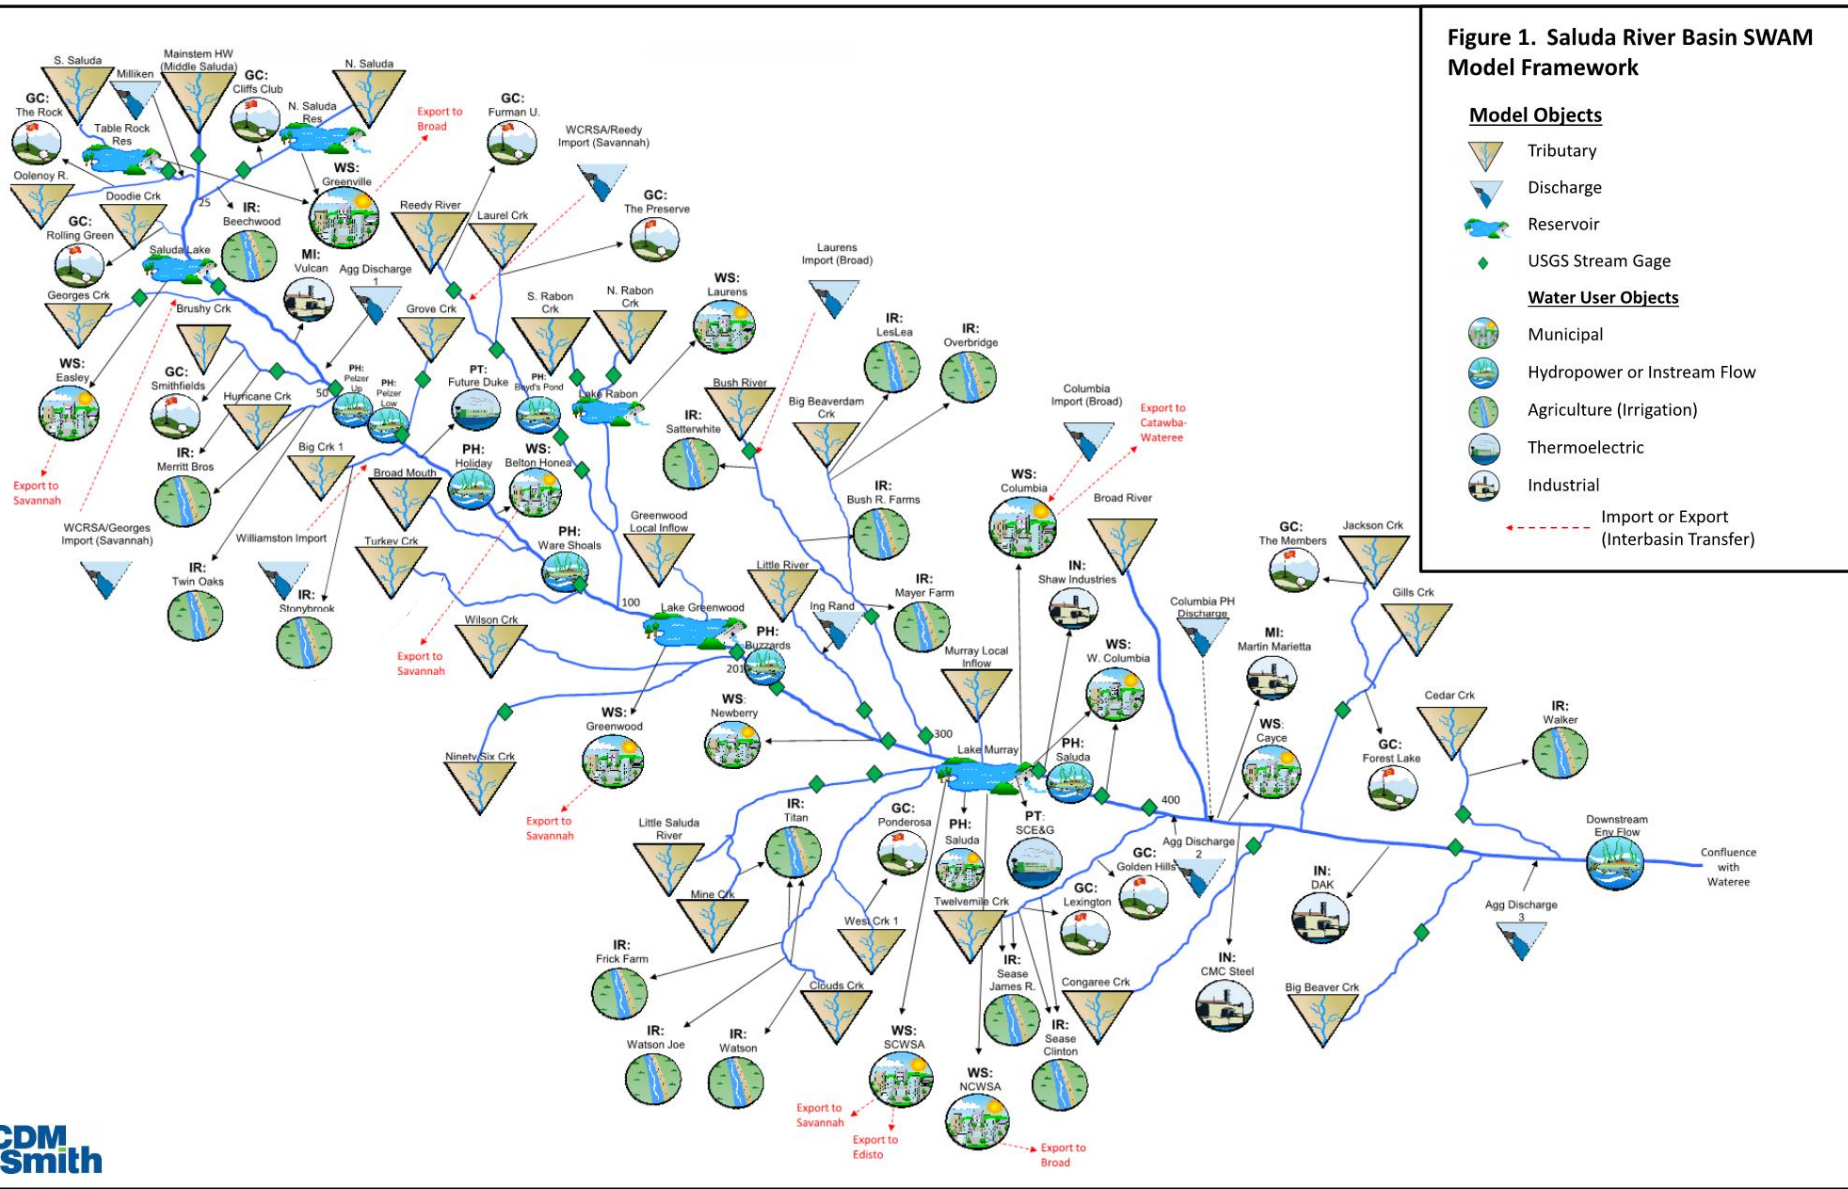 Figure 1. Saluda River Basin SWAM
Model Framework
Model Objects
Tributary
Discharge
Reservoir
USGS Stream Gage
Water User Objects
Municipal
Hydropower or Instream Flow
Agriculture (Irrigation)
Thermoelectric
Industrial
Import or Export
(Interbasin Transfer)
S. Saluda
Milliken
Mainstem HW
(Middle Saluda)
GC:
Cliffs Club
N. Saluda
N. Saluda
Res
GC:
The Rock
Table Rock
Res
Export to
Broad
GC:
Furman U.
WCRSA/Reedy
Import (Savannah)
Oolenoy R.
Doodie Crk
25
WS:
Greenville
IR:
Beechwood
Reedy River
Laurel Crk
GC:
The Preserve
GC:
Rolling Green
Saluda Lake
MI:
Vulcan
Agg Discharge
1
Georges Crk
Brushy Crk
Grove Crk
S. Rabon
Crk
N. Rabon
Crk
WS:
Laurens
Laurens
Import (Broad)
WS:
Easley
GC:
Smithfields
Hurricane Crk
50
PH:
Pelzer
Up
PH:
Pelzer
Low
PT:
Future Duke
PH:
Boyd's Pond
Lake Rabon
Bush River
Big Beaverdam
Crk
IR:
LesLea
IR:
Overbridge
Columbia
Import (Broad)
Export to
Catawba-
Wateree
IR:
Satterwhite
Export to
Savannah
IR:
Merritt Bros
Big Crk 1
Broad Mouth
PH:
Holiday
WS:
Belton Honea
WS:
Columbia
Broad River
IR:
Bush R. Farms
WCRSA/Georges
Import (Savannah)
Williamston Import
Turkey Crk
PH:
Ware Shoals
Greenwood
Local Inflow
Little River
GC:
The Members
Jackson Crk
IR:
Twin Oaks
IR:
Stonybrook
100
Lake Greenwood
Ing Rand
IR:
Mayer Farm
IN:
Shaw Industries
Columbia PH
Discharge
Gills Crk
Wilson Crk
Export to
Savannah
PH:
Buzzards
Murray Local
Inflow
WS:
W. Columbia
MI:
Martin Marietta
WS:
Greenwood
WS:
Newberry
300
Lake Murray
PH:
Saluda
WS:
Cayce
Cedar Crk
IR:
Walker
GC:
Forest Lake
Ninety Six Crk
400
Export to
Savannah
Little Saluda
River
IR:
Titan
GC:
Ponderosa
PH:
Saluda
PT:
SCE&G
Agg Discharge
2
GC:
Golden Hills
Downstream
Env Flow
Confluence
with
Wateree
Mine Crk
West Crk 1
Twelvemile Crk
GC:
Lexington
IN:
DAK
Agg Discharge
3
IR:
Frick Farm
Clouds Crk
IR:
Sease
James R.
Congaree Crk
IN:
CMC Steel
Big Beaver Crk
IR:
Watson Joe
IR:
Watson
WS:
SCWSA
IR:
Sease
Clinton
WS:
NCWSA
Export to
Savannah
Export to
Edisto
Export to
Broad
CDM
Smith